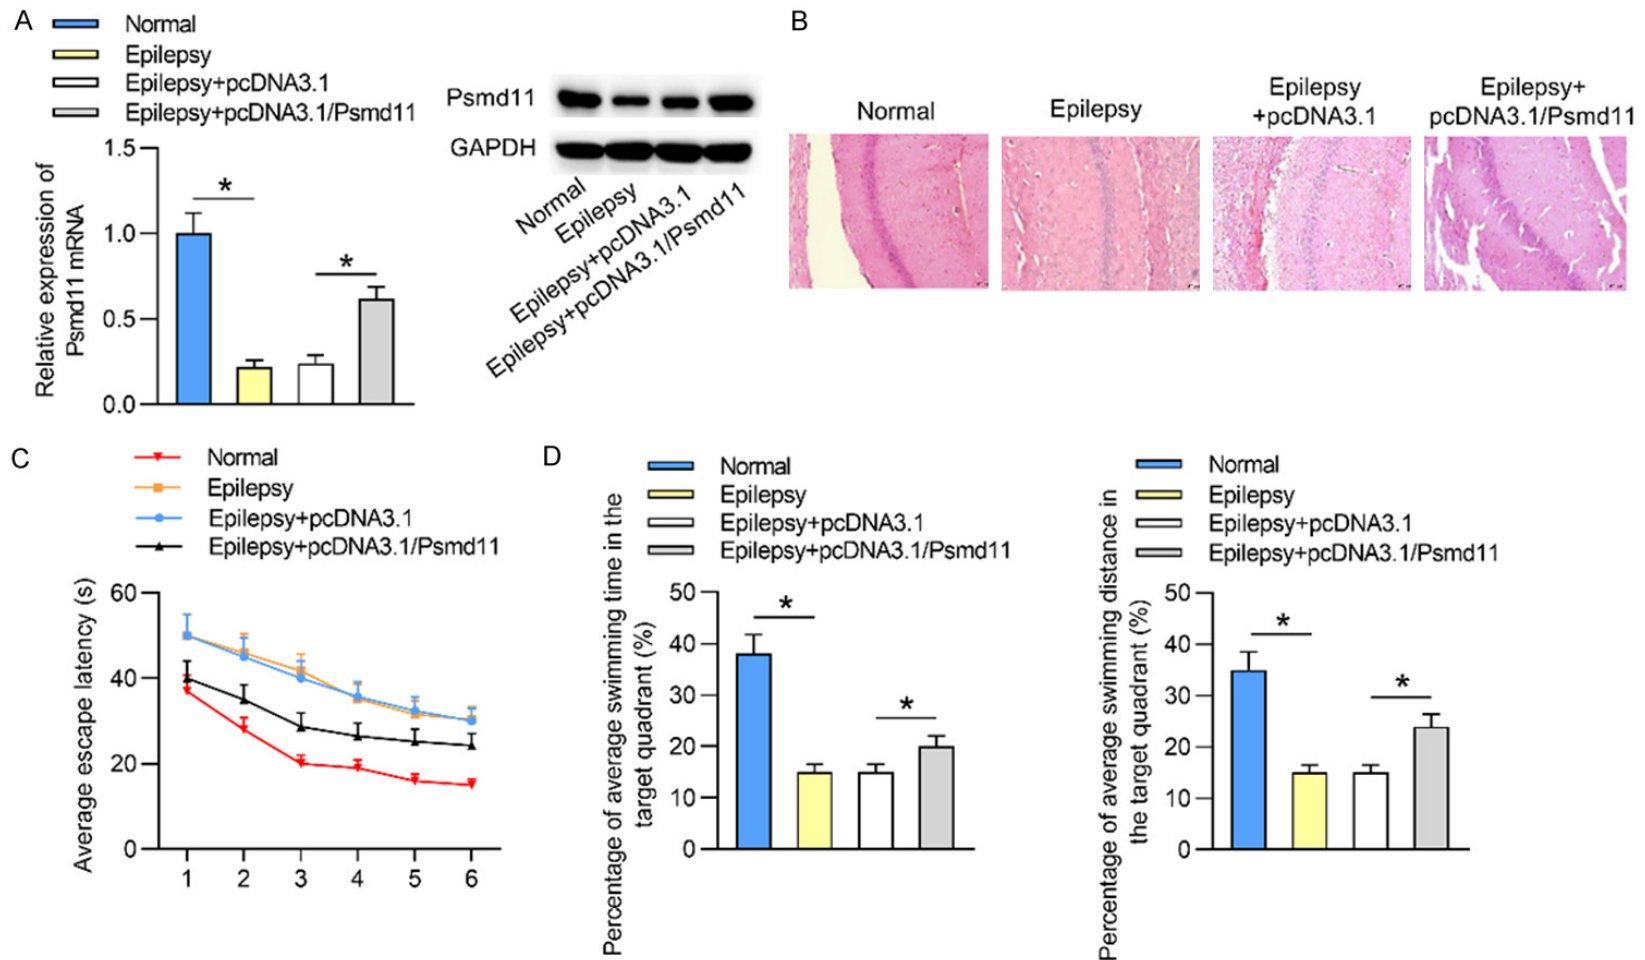 A
Normal
Epilepsy
Epilepsy+pcDNA3.1
Epilepsy+pcDNA3.1/Psmd11
Relative expression of
Psmd11 mRNA
1.5
1.0
0.5
0.0
*
*
Psmd11
GAPDH
Normal
Epilepsy
Epilepsy+pcDNA3.1
Epilepsy+pcDNA3.1/Psmd11
B
Normal
Epilepsy
Epilepsy
+pcDNA3.1
Epilepsy+
pcDNA3.1/Psmd11
C
Normal
Epilepsy
Epilepsy+pcDNA3.1
Epilepsy+pcDNA3.1/Psmd11
Average escape latency (s)
60
40
20
0
1 2 3 4 5 6
D
Normal
Epilepsy
Epilepsy+pcDNA3.1
Epilepsy+pcDNA3.1/Psmd11
Percentage of average swimming time in the
target quadrant (%)
50
40
30
20
10
0
*
*
Normal
Epilepsy
Epilepsy+pcDNA3.1
Epilepsy+pcDNA3.1/Psmd11
Percentage of average swimming distance in
the target quadrant (%)
50
40
30
20
10
0
*
*